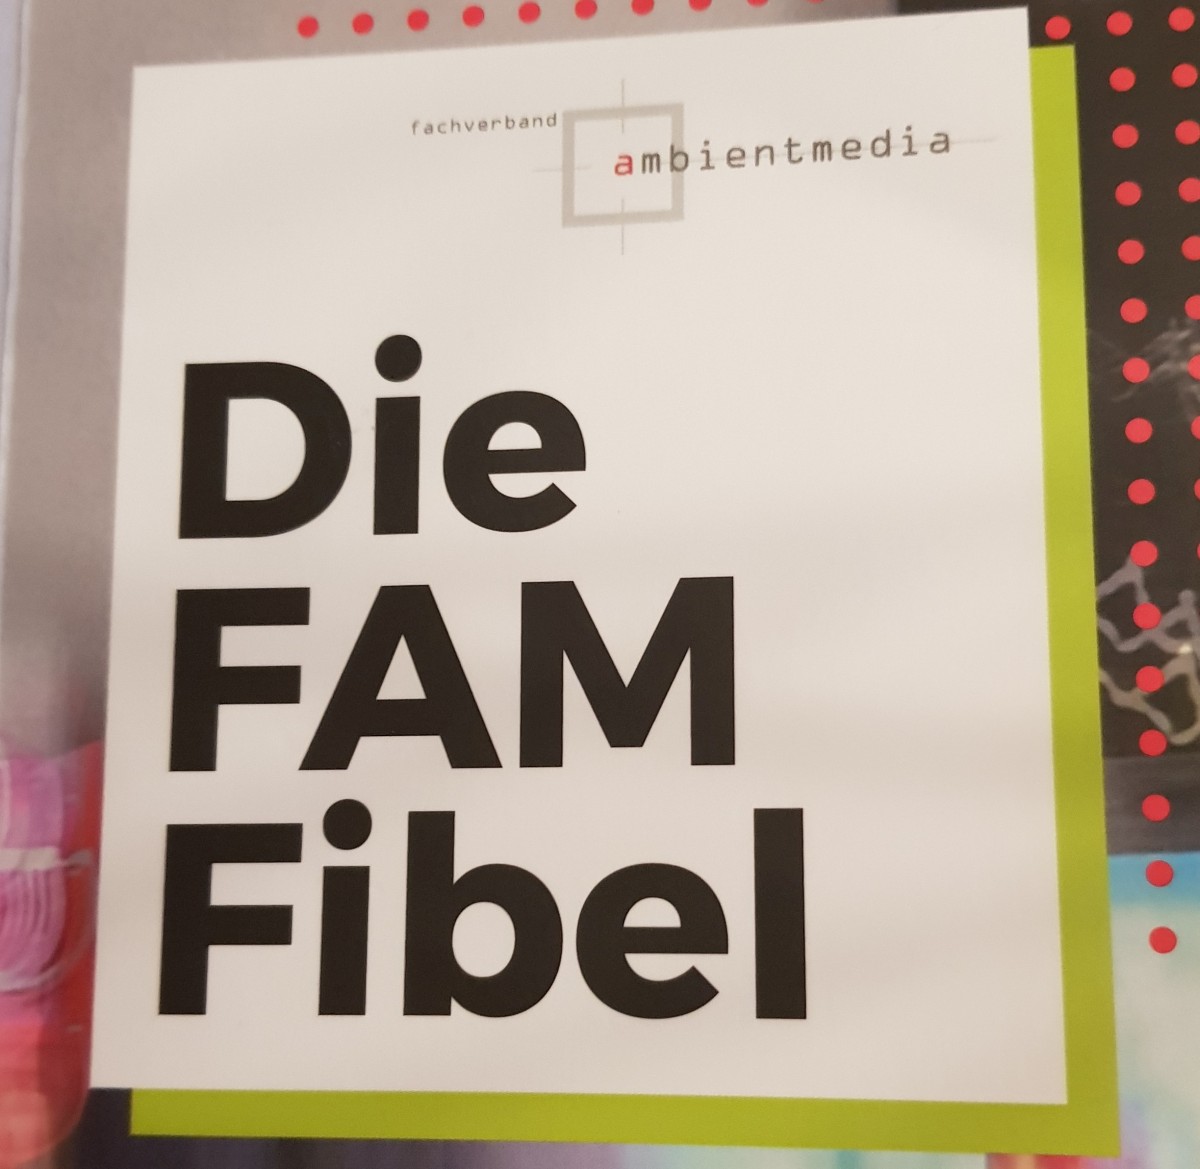 fachverband
ambientmedia
Die
FAM
Fibel